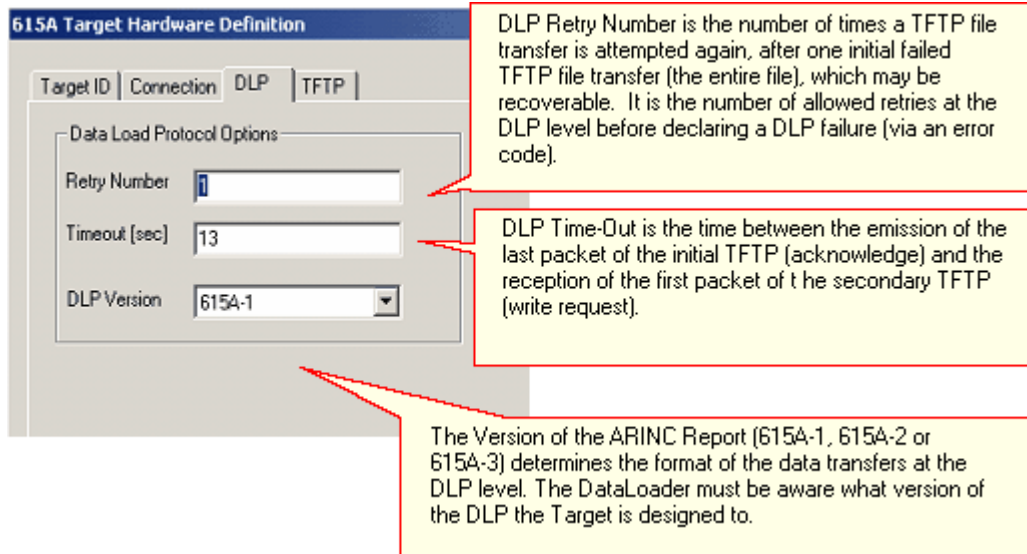 615A Target Hardware Definition
Target ID
Connection
DLP
TFTP
Data Load Protocol Options
Retry Number
1
Timeout (sec)
13
DLP Version
615A-1
DLP Retry Number is the number of times a TFTP file
transfer is attempted again, after one initial failed
TFTP file transfer (the entire file), which may be
recoverable. It is the number of allowed retries at the
DLP level before declaring a DLP failure (via an error
code).
DLP Time-Out is the time between the emission of the
last packet of the initial TFTP (acknowledge) and the
reception of the first packet of t he secondary TFTP
(write request).
The Version of the ARINC Report (615A-1, 615A-2 or
615A-3) determines the format of the data transfers at the
DLP level. The DataLoader must be aware what version of
the DLP the Target is designed to.